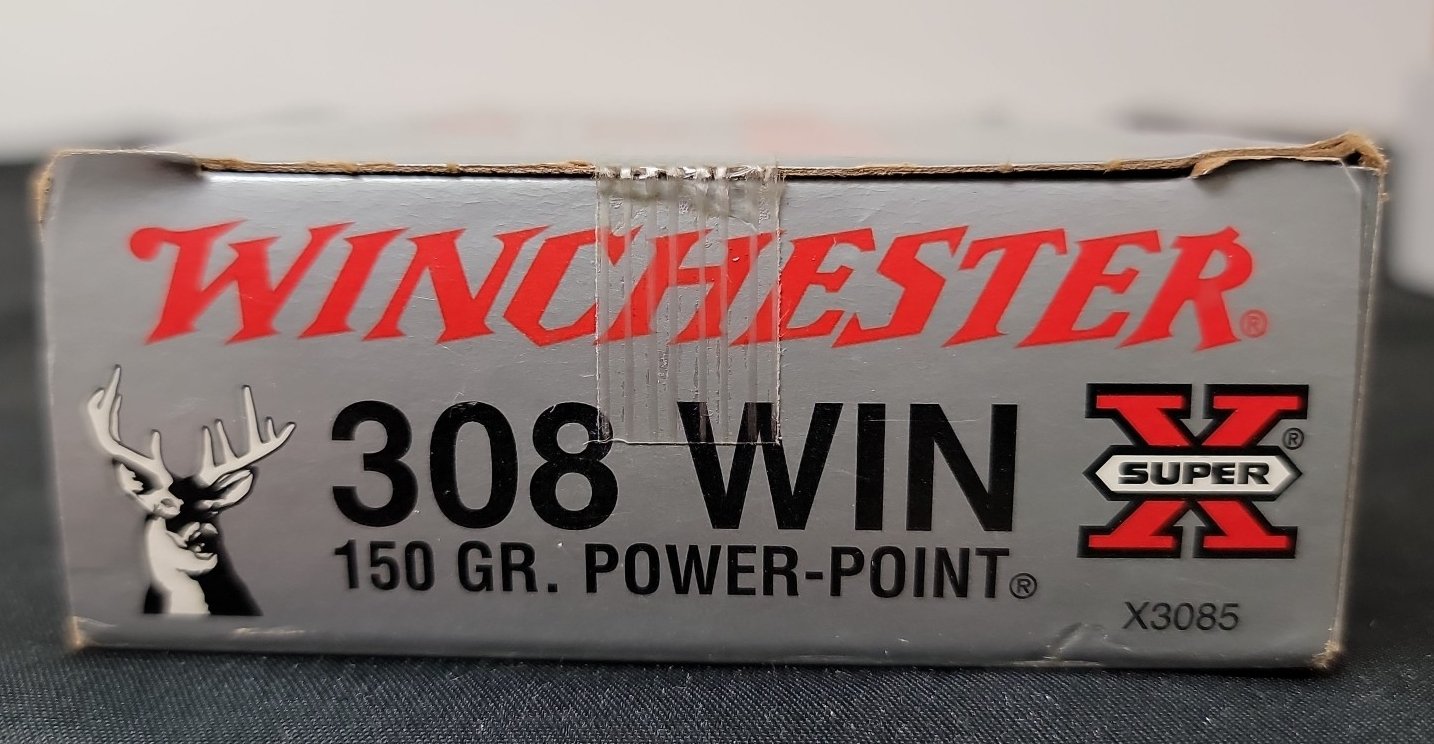 WINCHESTER®
308 WIN
150 GR. POWER-POINT®
X®
SUPER
X3085